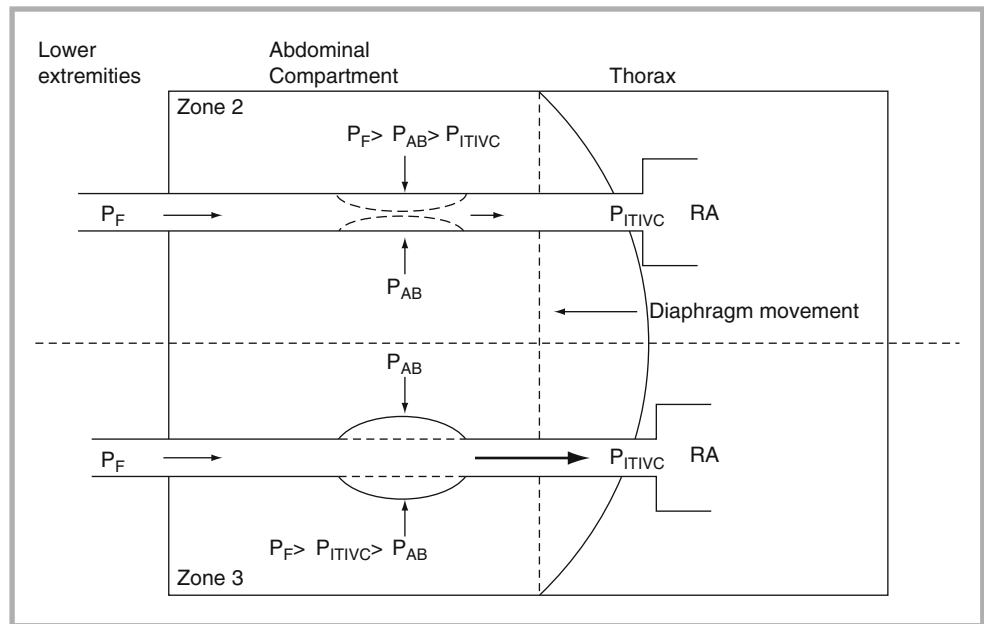 Lower extremities
Abdominal Compartment
Thorax
Zone 2
P_F > P_AB > P_ITIVC
P_F
P_ITIVC
RA
P_AB
Diaphragm movement
P_AB
P_F
P_ITIVC
RA
P_F > P_ITIVC > P_AB
Zone 3